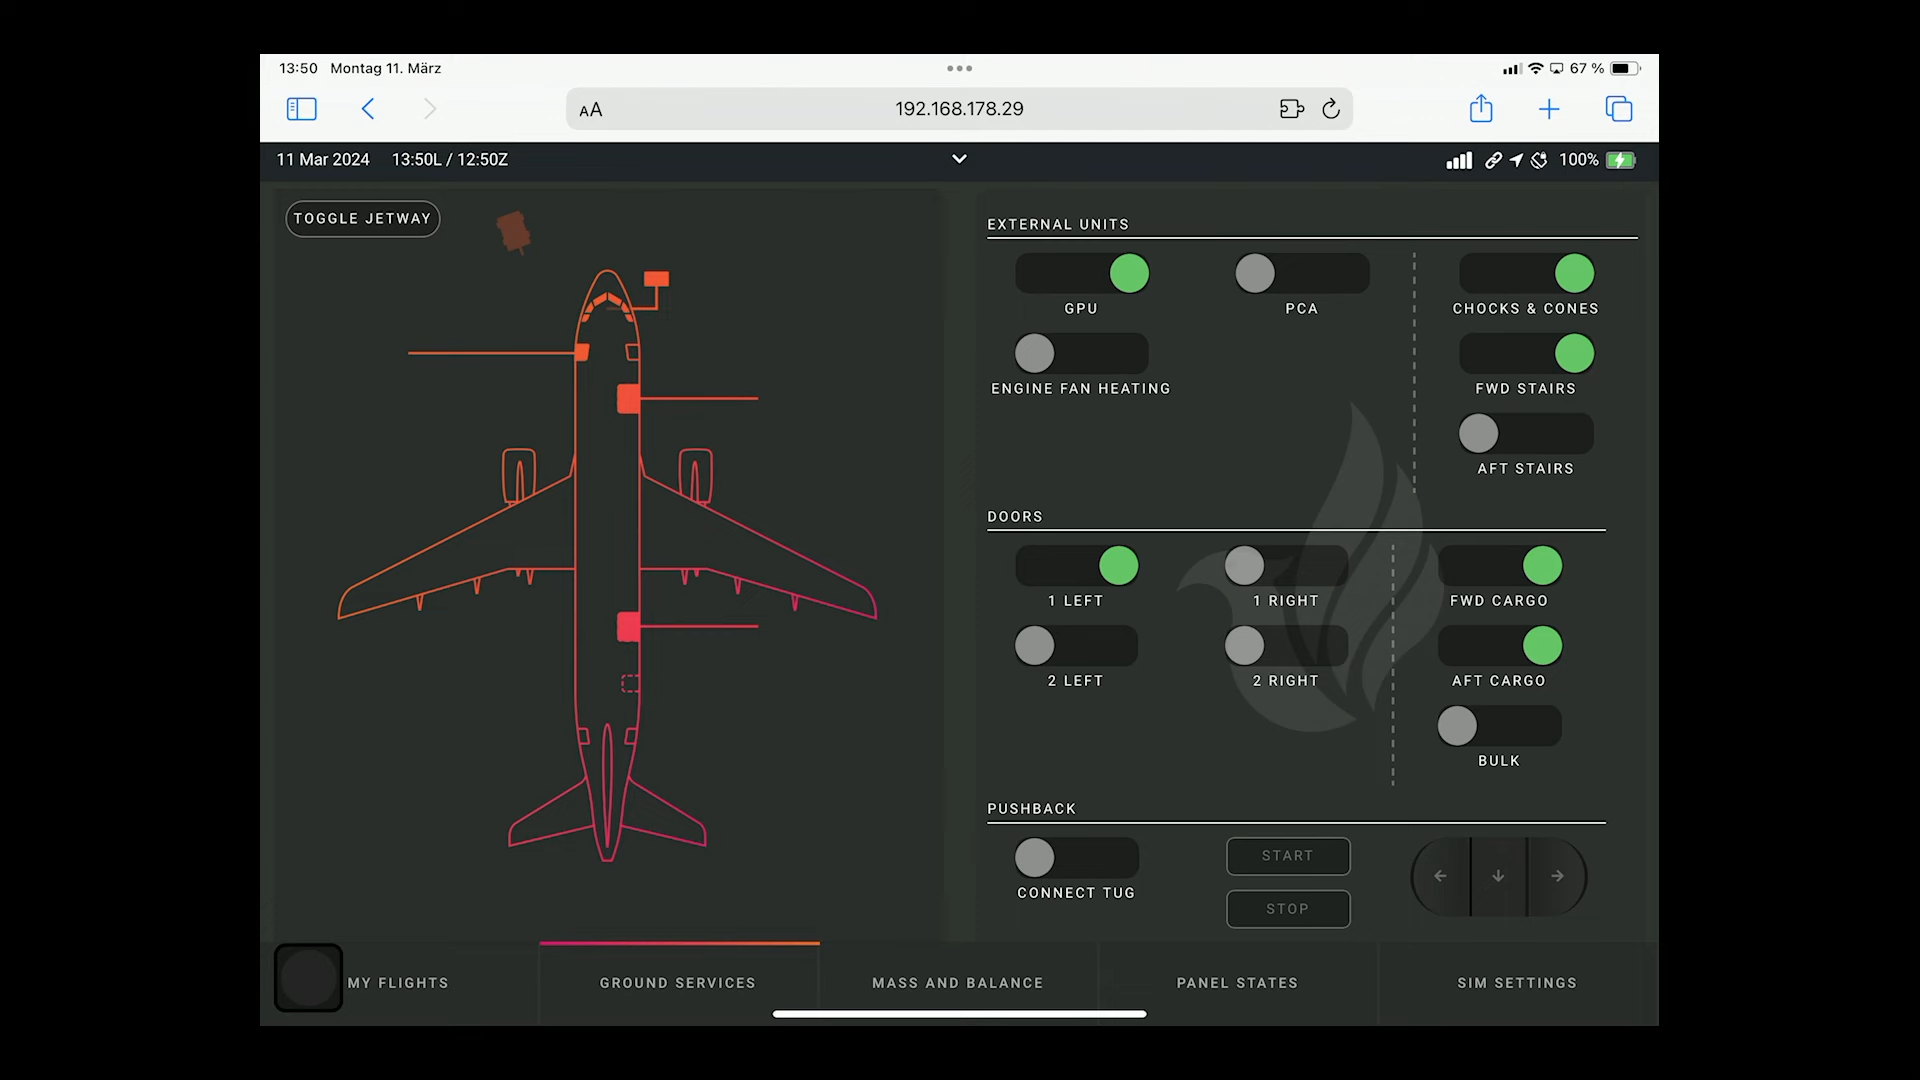 13:50 Montag 11. März
67 %
AA
192.168.178.29
11 Mar 2024 13:50L / 12:50Z
100%
TOGGLE JETWAY
EXTERNAL UNITS
GPU
PCA
CHOCKS & CONES
ENGINE FAN HEATING
FWD STAIRS
AFT STAIRS
DOORS
1 LEFT
1 RIGHT
FWD CARGO
2 LEFT
2 RIGHT
AFT CARGO
BULK
PUSHBACK
CONNECT TUG
START
STOP
MY FLIGHTS
GROUND SERVICES
MASS AND BALANCE
PANEL STATES
SIM SETTINGS